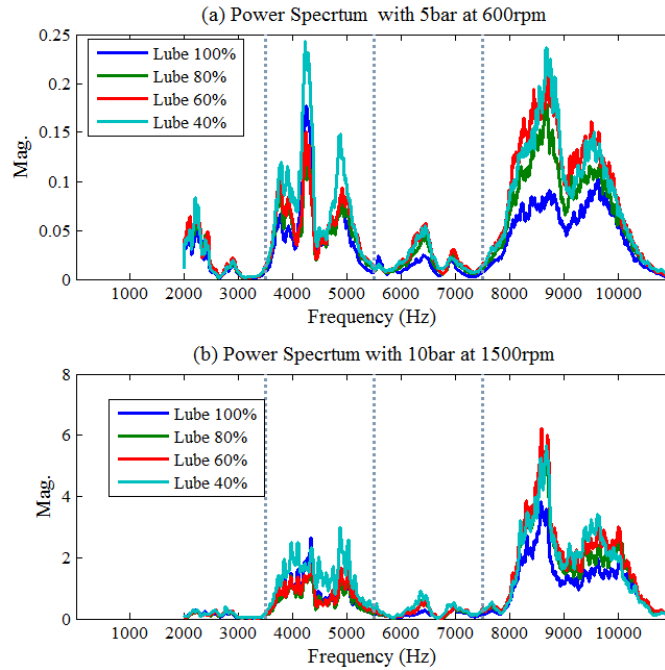 (a) Power Specrtum with 5bar at 600rpm
0.25
0.2
0.15
0.1
0.05
0
Mag.
Lube 100%
Lube 80%
Lube 60%
Lube 40%
1000 2000 3000 4000 5000 6000 7000 8000 9000 10000
Frequency (Hz)
(b) Power Specrtum with 10bar at 1500rpm
8
6
4
2
0
Mag.
Lube 100%
Lube 80%
Lube 60%
Lube 40%
1000 2000 3000 4000 5000 6000 7000 8000 9000 10000
Frequency (Hz)